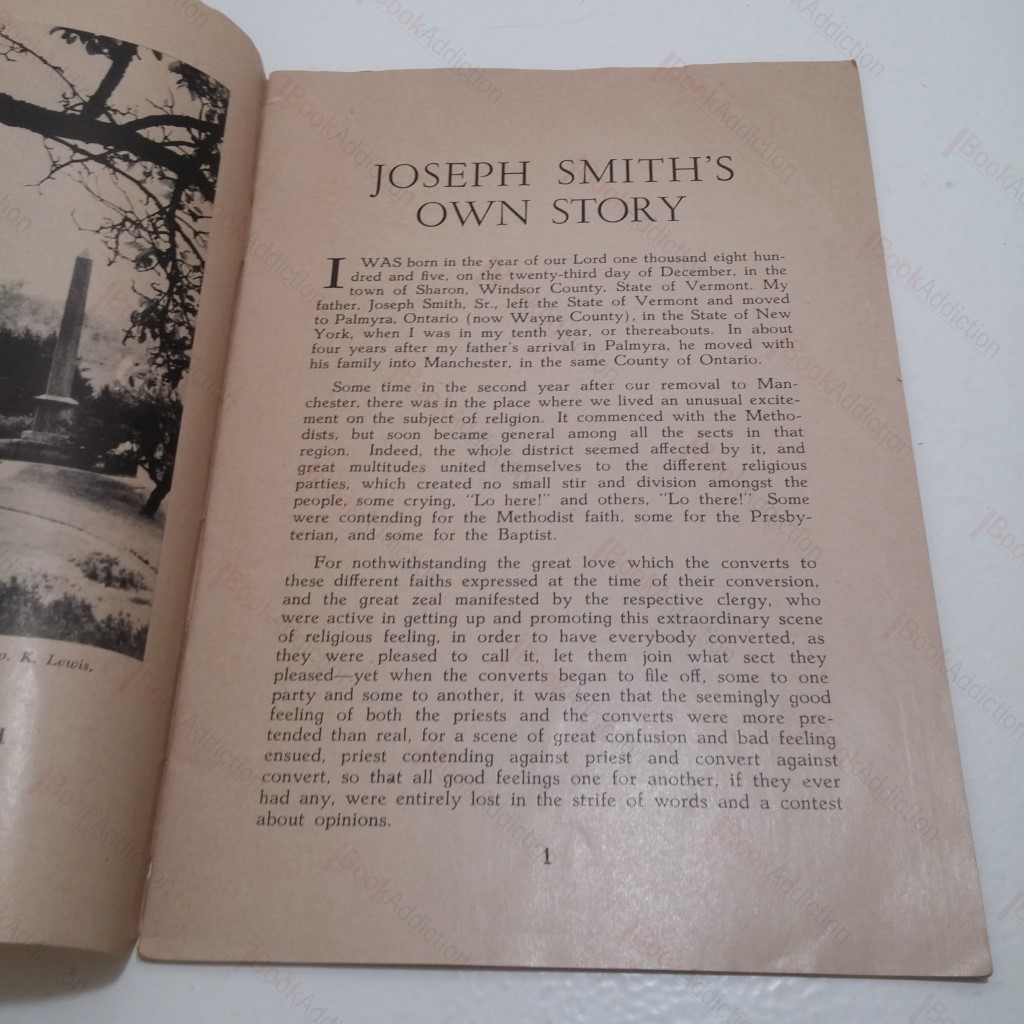 o. K. Lewis.
JOSEPH SMITH'S
OWN STORY
I WAS born in the year of our Lord one thousand eight hun-
dred and five, on the twenty-third day of December, in the
town of Sharon, Windsor County, State of Vermont. My
father, Joseph Smith, Sr., left the State of Vermont and moved
to Palmyra, Ontario (now Wayne County), in the State of New
York, when I was in my tenth year, or thereabouts. In about
four years after my father's arrival in Palmyra, he moved with
his family into Manchester, in the same County of Ontario.
Some time in the second year after our removal to Man-
chester, there was in the place where we lived an unusual excite-
ment on the subject of religion. It commenced with the Metho-
dists, but soon became general among all the sects in that
region. Indeed, the whole district seemed affected by it, and
great multitudes united themselves to the different religious
parties, which created no small stir and division amongst the
people, some crying, "Lo here!" and others, "Lo there!" Some
were contending for the Methodist faith, some for the Presby-
terian, and some for the Baptist.
For nothwithstanding the great love which the converts to
these different faiths expressed at the time of their conversion,
and the great zeal manifested by the respective clergy, who
were active in getting up and promoting this extraordinary scene
of religious feeling, in order to have everybody converted, as
they were pleased to call it, let them join what sect they
pleased—yet when the converts began to file off, some to one
party and some to another, it was seen that the seemingly good
feeling of both the priests and the converts were more pre-
tended than real, for a scene of great confusion and bad feeling
ensued, priest contending against priest and convert against
convert, so that all good feelings one for another, if they ever
had any, were entirely lost in the strife of words and a contest
about opinions.
1
BookAddiction